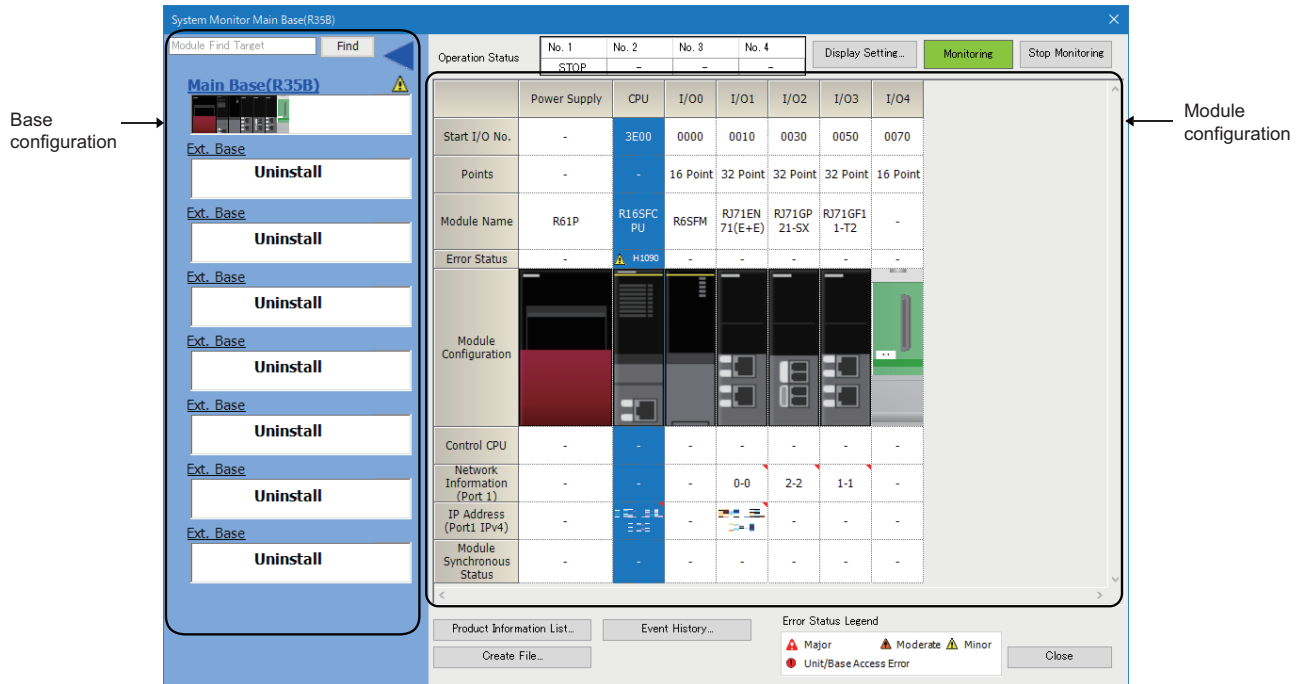 System Monitor Main Base(R35B)
Module Find Target
Find
Main Base(R35B)
Ext. Base
Uninstall
Ext. Base
Uninstall
Ext. Base
Uninstall
Ext. Base
Uninstall
Ext. Base
Uninstall
Ext. Base
Uninstall
Ext. Base
Uninstall
Base
configuration
Operation Status
No. 1 No. 2 No. 3 No. 4
STOP - - -
Display Setting...
Monitoring
Stop Monitoring
Power Supply CPU I/O0 I/O1 I/O2 I/O3 I/O4
Start I/O No. - 3E00 0000 0010 0030 0050 0070
Points - - 16 Point 32 Point 32 Point 32 Point 16 Point
Module Name R61P R16SFC R6SFM RJ71EN RJ71GP RJ71GF1 -
PU 71(E+E) 21-SX 1-T2
Error Status - H1090 - - - - -
Module
Configuration
Control CPU - - - - - - -
Network
Information - - - 0-0 2-2 1-1 -
(Port 1)
IP Address
(Port1 IPv4) - - - - -
Module
Synchronous - - - - - - -
Status
Module
configuration
Product Information List...
Event History...
Create File...
Error Status Legend
Major Moderate Minor
Unit/Base Access Error
Close